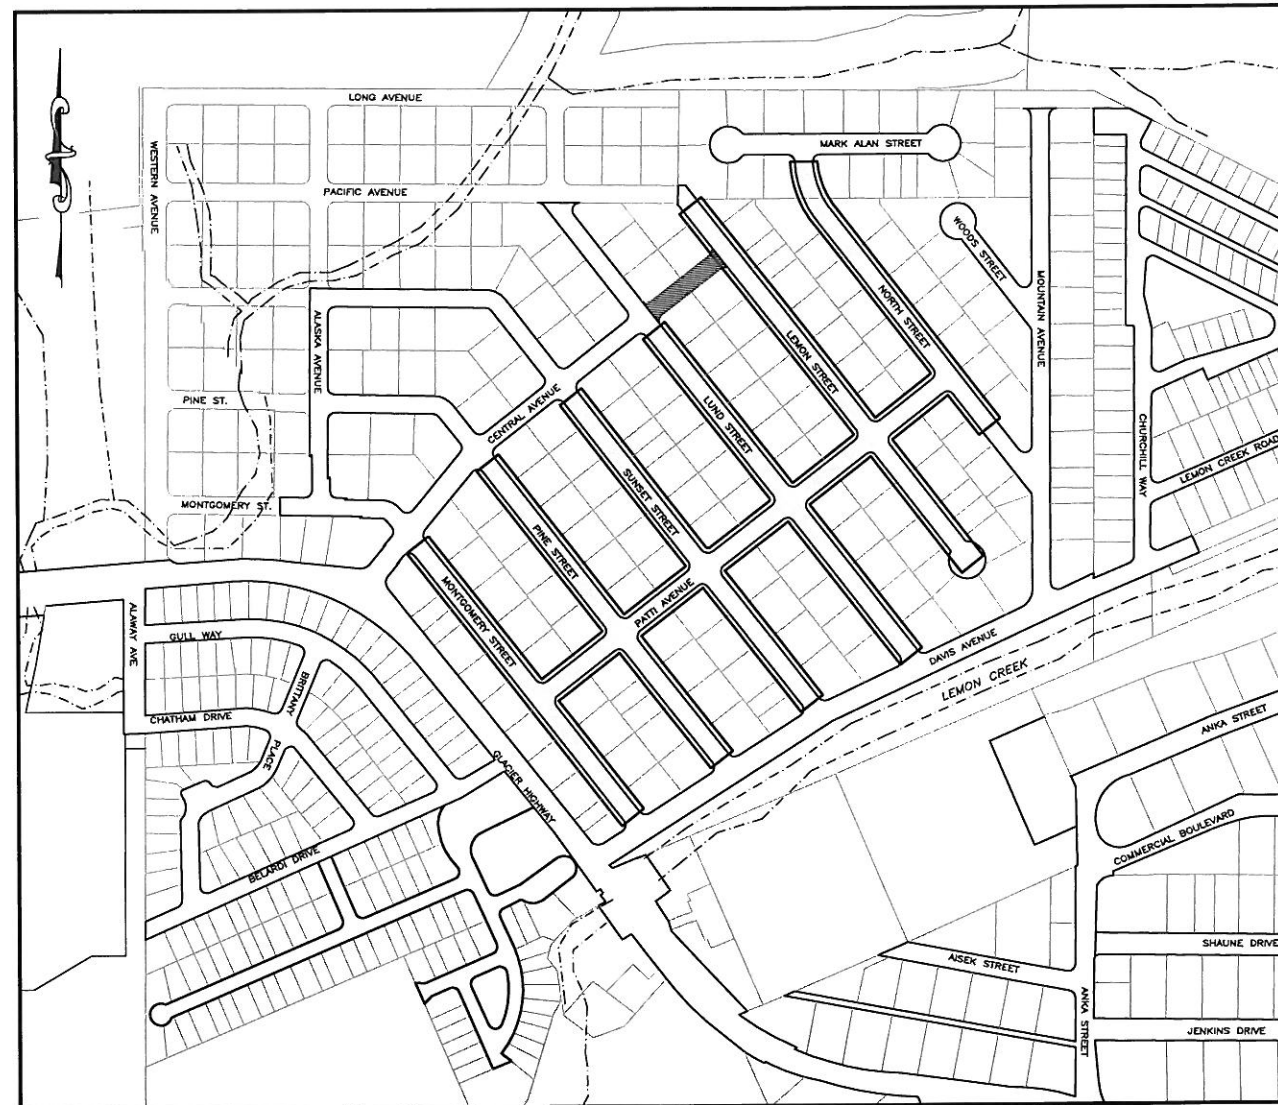 LONG AVENUE
MARK ALAN STREET
WESTERN AVENUE
PACIFIC AVENUE
WOODS STREET
MOUNTAIN AVENUE
NORTH STREET
ALASKA AVENUE
LEMON STREET
PINE ST.
CENTRAL AVENUE
LUND STREET
CHURCHILL WAY
LEMON CREEK ROAD
SUNSET STREET
MONTGOMERY ST.
PINE STREET
MONTGOMERY STREET
PATTI AVENUE
ALAWAY AVE
GULL WAY
DAVIS AVENUE
LEMON CREEK
BRITTANY
PLACE
CHATHAM DRIVE
ANKA STREET
GLACIER HIGHWAY
COMMERCIAL BOULEVARD
BELARDI DRIVE
SHAUNE DRIVE
AISEK STREET
ANKA STREET
JENKINS DRIVE